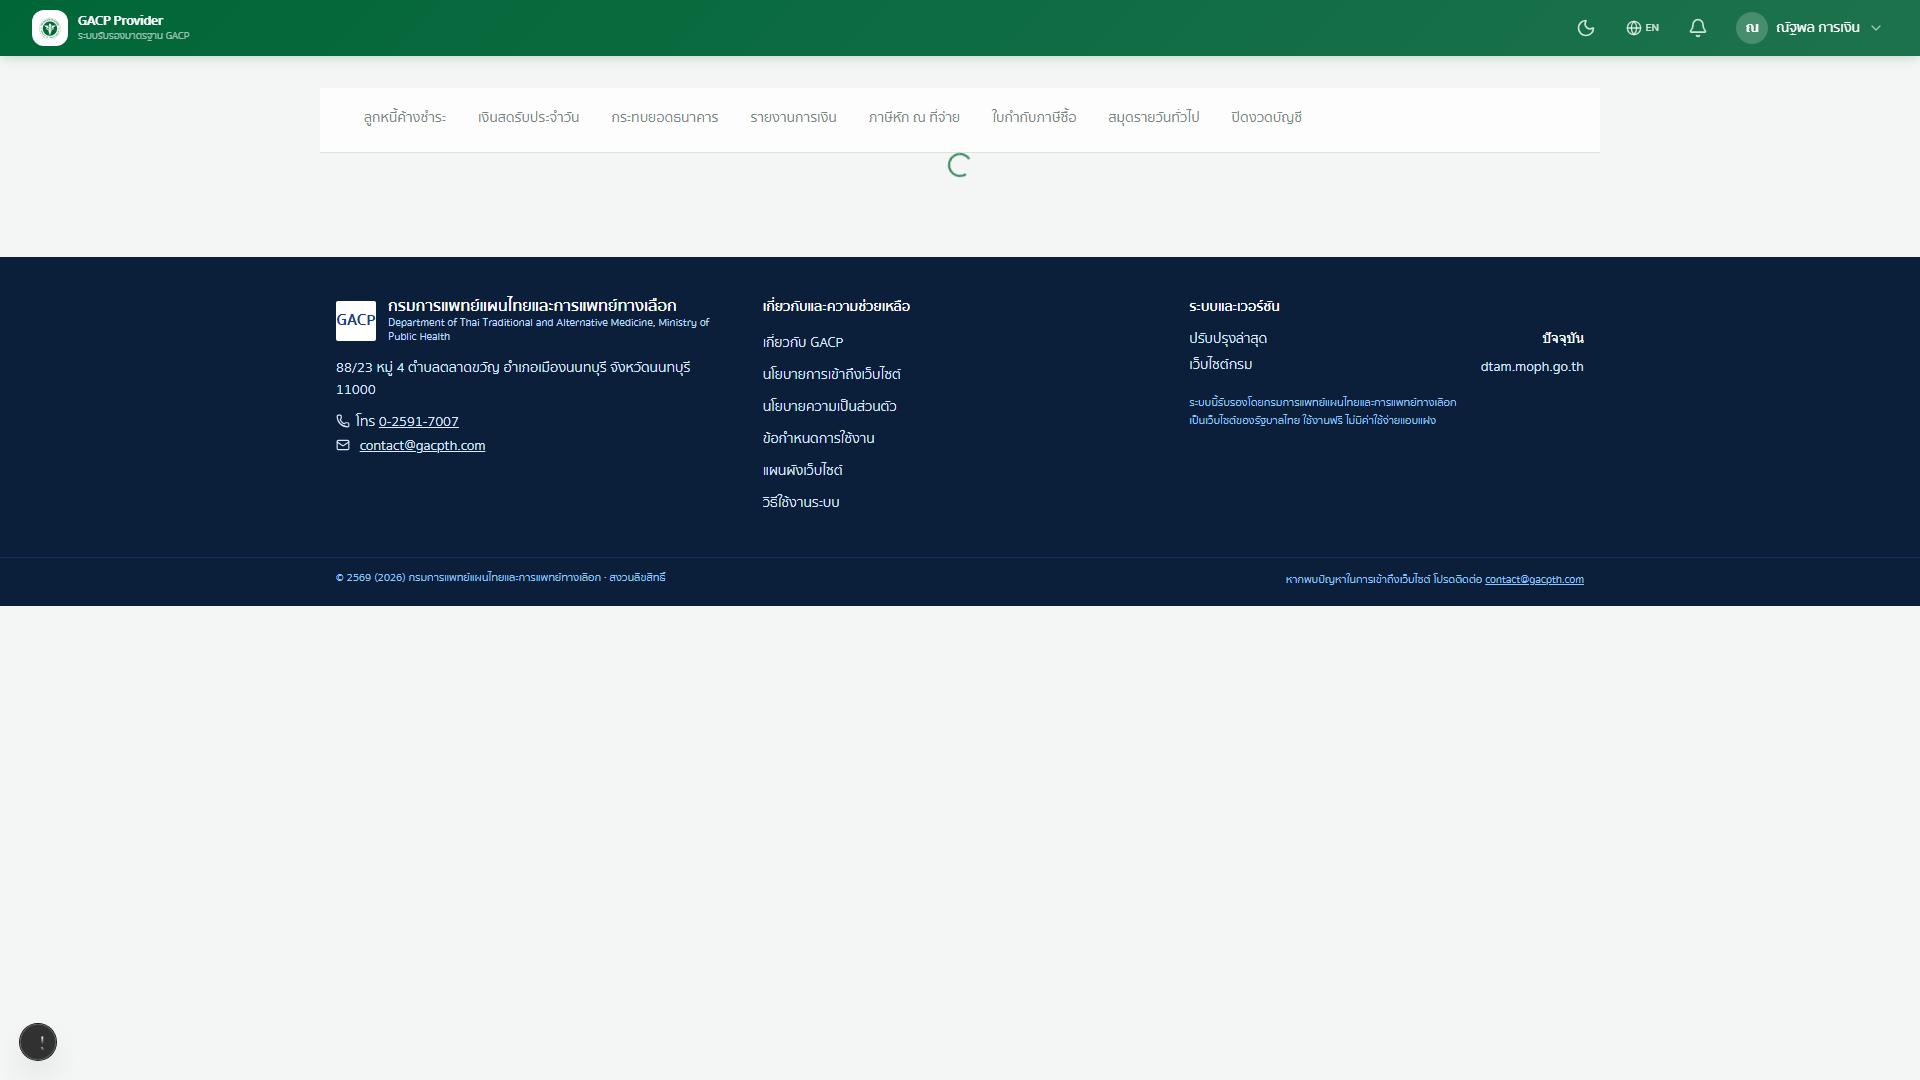 GACP Provider
ระบบรับรองมาตรฐาน GACP
EN
ณ
ณัฐพล การเงิน
ลูกหนี้ค้างชำระ
เงินสดรับประจำวัน
กระทบยอดธนาคาร
รายงานการเงิน
ภาษีหัก ณ ที่จ่าย
ใบกำกับภาษีซื้อ
สมุดรายวันทั่วไป
ปิดงวดบัญชี
GACP
กรมการแพทย์แผนไทยและการแพทย์ทางเลือก
Department of Thai Traditional and Alternative Medicine, Ministry of
Public Health
88/23 หมู่ 4 ตำบลตลาดขวัญ อำเภอเมืองนนทบุรี จังหวัดนนทบุรี
11000
โทร 0-2591-7007
contact@gacpth.com
เกี่ยวกับและความช่วยเหลือ
เกี่ยวกับ GACP
นโยบายการเข้าถึงเว็บไซต์
นโยบายความเป็นส่วนตัว
ข้อกำหนดการใช้งาน
แผนผังเว็บไซต์
วิธีใช้งานระบบ
ระบบและเวอร์ชัน
ปรับปรุงล่าสุด
ปัจจุบัน
เว็บไซต์กรม
dtam.moph.go.th
ระบบนี้รับรองโดยกรมการแพทย์แผนไทยและการแพทย์ทางเลือก
เป็นเว็บไซต์ของรัฐบาลไทย ใช้งานฟรี ไม่มีค่าใช้จ่ายแอบแฝง
© 2569 (2026) กรมการแพทย์แผนไทยและการแพทย์ทางเลือก · สงวนลิขสิทธิ์
หากพบปัญหาในการเข้าถึงเว็บไซต์ โปรดติดต่อ contact@gacpth.com
!